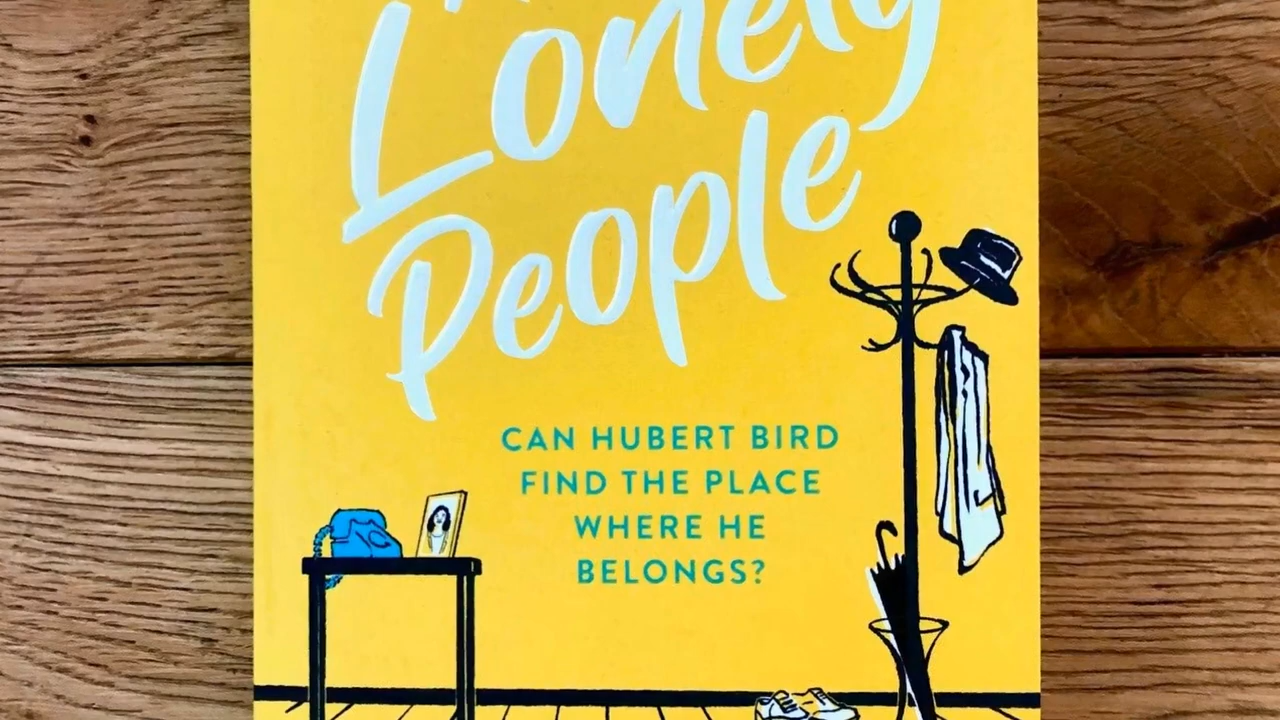 Lonely
People
CAN HUBERT BIRD
FIND THE PLACE
WHERE HE
BELONGS?